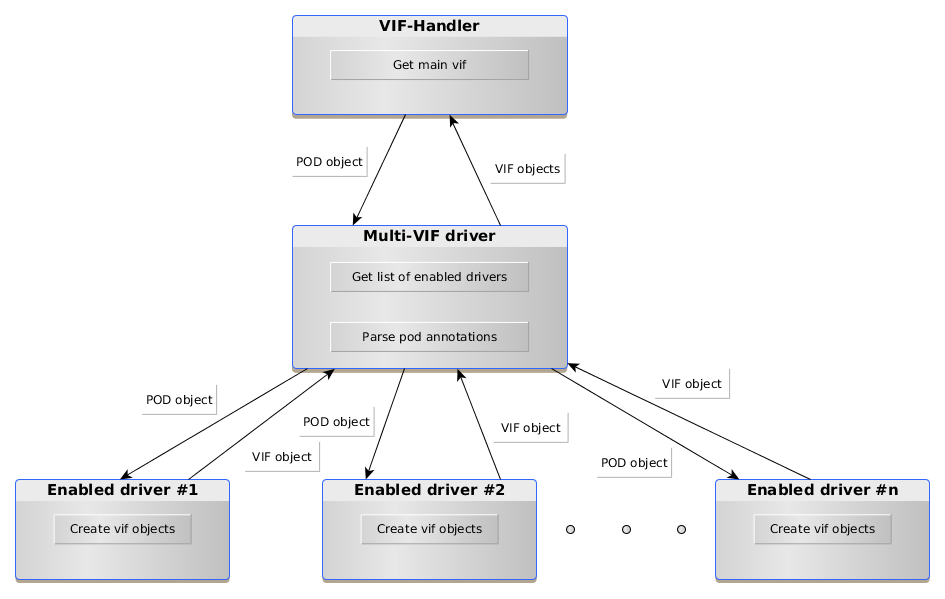 VIF-Handler
Get main vif
POD object
VIF objects
Multi-VIF driver
Get list of enabled drivers
Parse pod annotations
POD object
VIF object
POD object
VIF object
POD object
VIF object
Enabled driver #1
Create vif objects
Enabled driver #2
Create vif objects
Enabled driver #n
Create vif objects